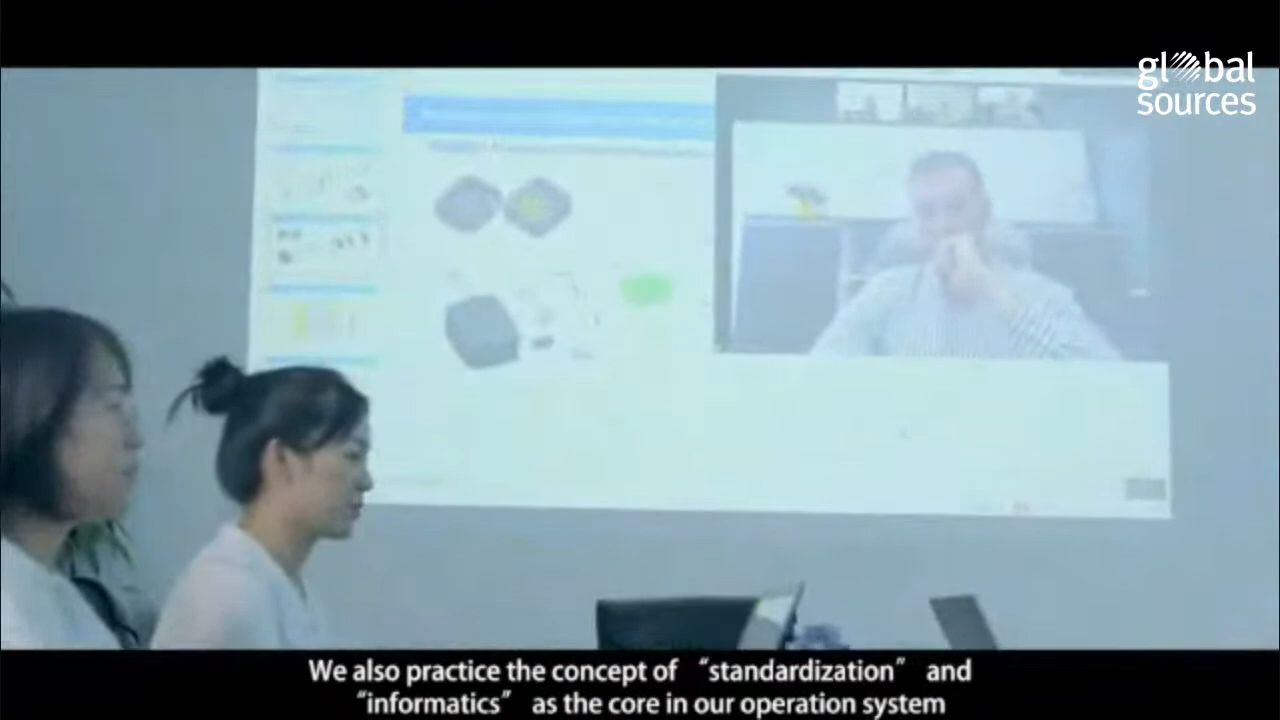 global
sources
We also practice the concept of “standardization” and
“informatics” as the core in our operation system